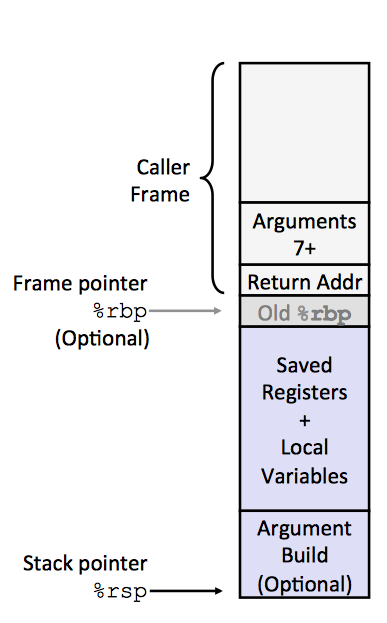 Caller
Frame
Arguments
7+
Return Addr
Frame pointer
%rbp
(Optional)
Old %rbp
Saved
Registers
+
Local
Variables
Argument
Build
(Optional)
Stack pointer
%rsp